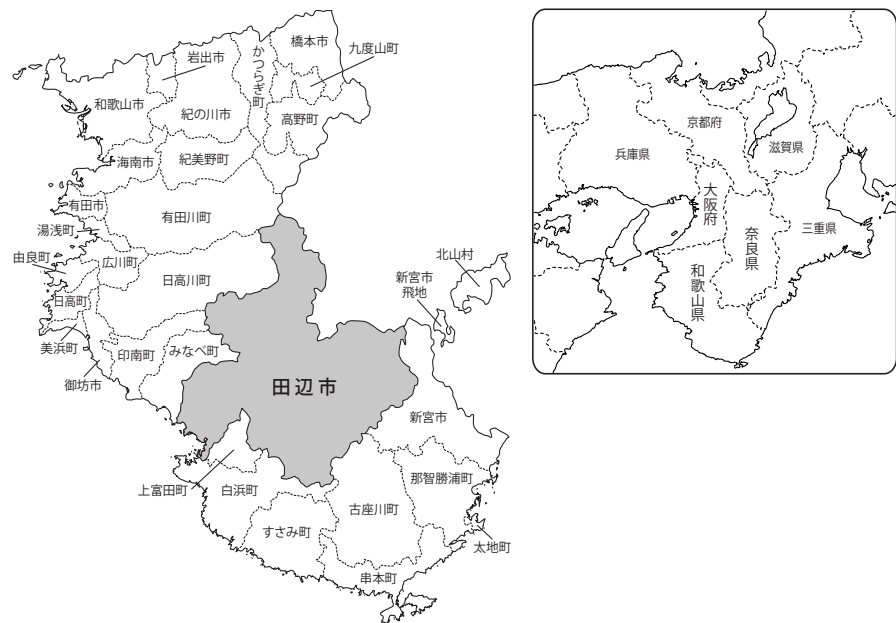 橋本市
九度山町
岩出市
かつらぎ町
和歌山市
紀の川市
高野町
海南市
紀美野町
有田市
有田川町
湯浅町
由良町
広川町
日高川町
日高町
美浜町
印南町
みなべ町
御坊市
田辺市
北山村
新宮市
飛地
新宮市
上富田町
白浜町
那智勝浦町
古座川町
すさみ町
太地町
串本町
京都府
滋賀県
兵庫県
大阪府
奈良県
三重県
和歌山県